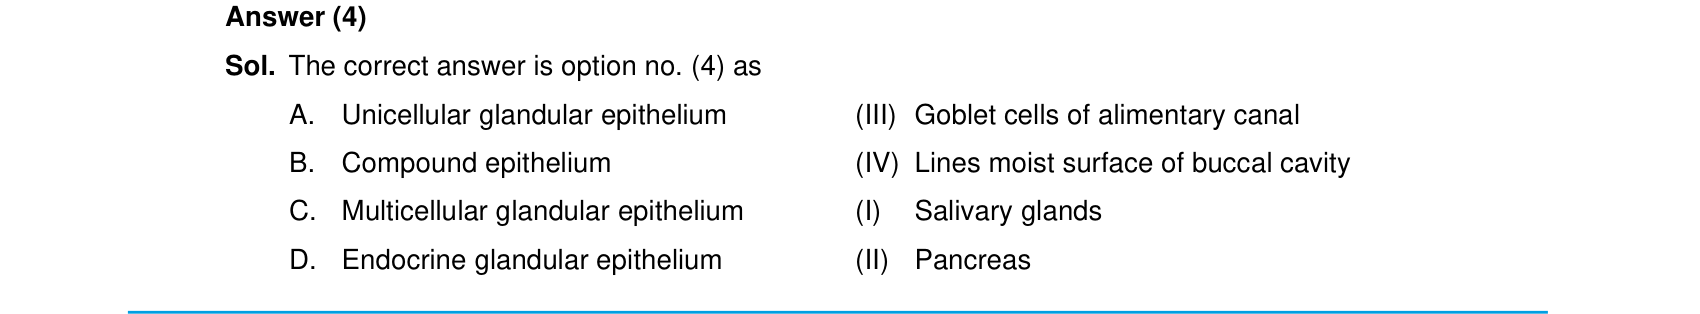 Answer (4)
Sol. The correct answer is option no. (4) as
A. Unicellular glandular epithelium (III) Goblet cells of alimentary canal
B. Compound epithelium (IV) Lines moist surface of buccal cavity
C. Multicellular glandular epithelium (I) Salivary glands
D. Endocrine glandular epithelium (II) Pancreas